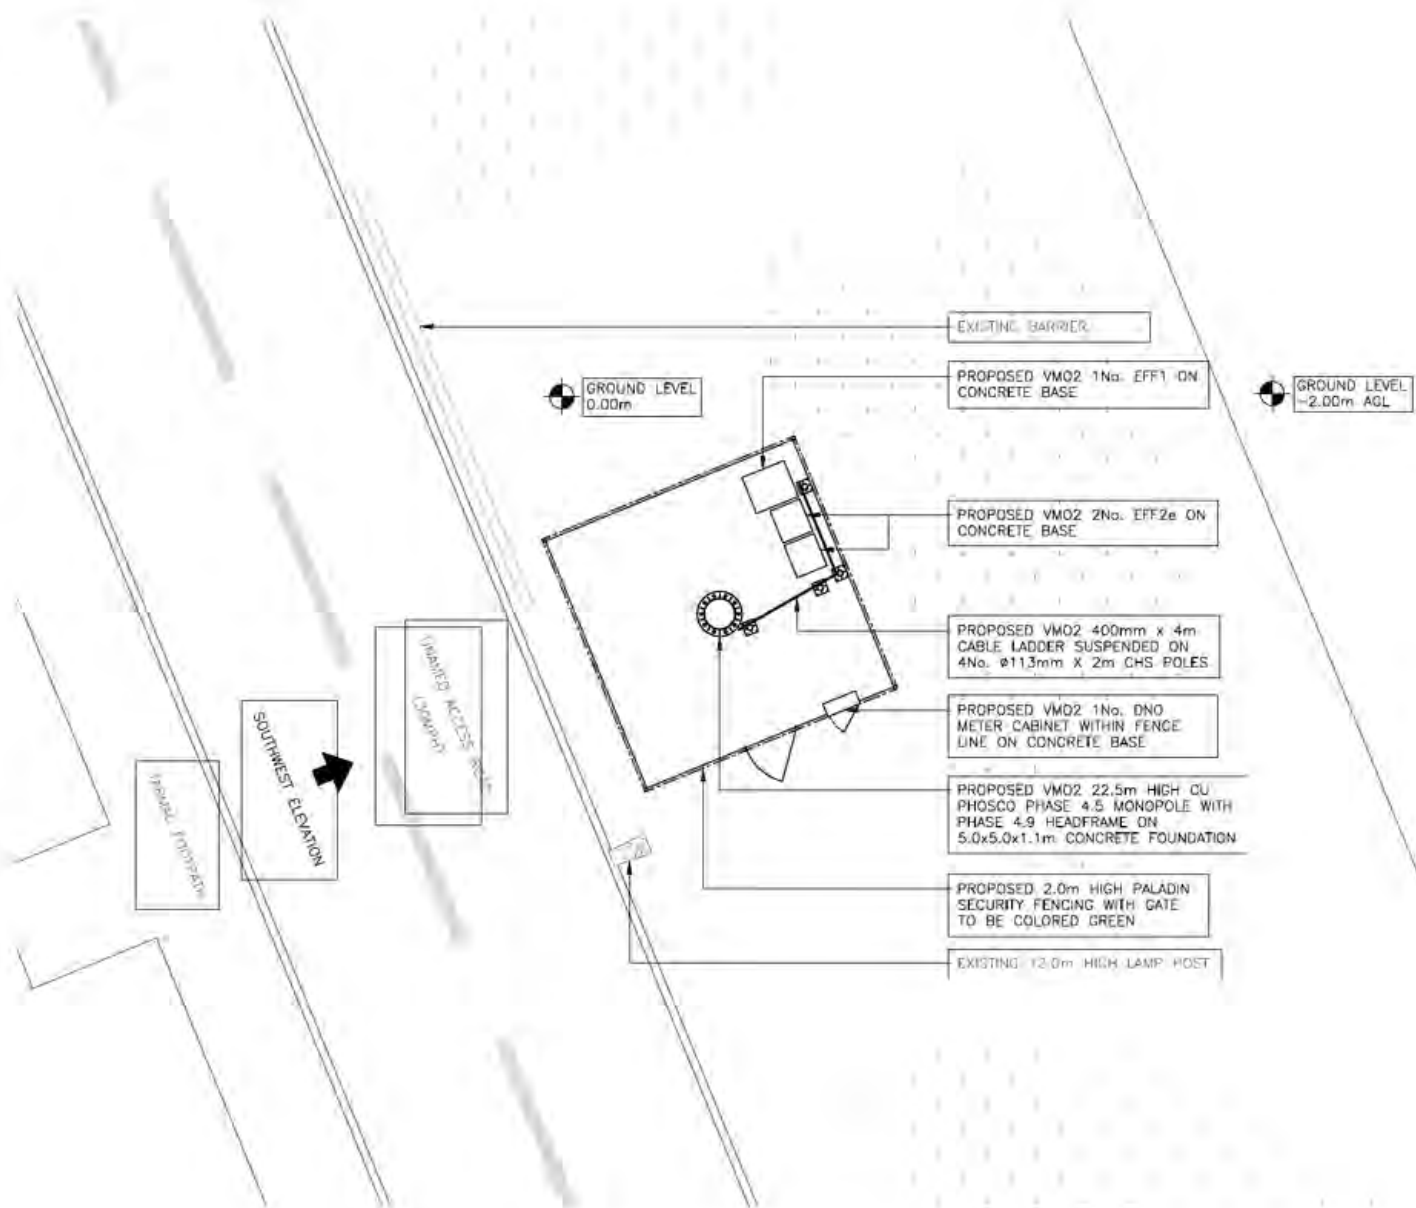 EXISTING BARRIER
GROUND LEVEL
0.00m
PROPOSED VMO2 1No. EFF1 ON
CONCRETE BASE
GROUND LEVEL
-2.00m AGL
PROPOSED VMO2 2No. EFF2e ON
CONCRETE BASE
PROPOSED VMO2 400mm x 4m
CABLE LADDER SUSPENDED ON
4No. ø113mm X 2m CHS POLES
PROPOSED VMO2 1No. DNO
METER CABINET WITHIN FENCE
LINE ON CONCRETE BASE
PROPOSED VMO2 22.5m HIGH CU
PHOSCO PHASE 4.5 MONOPOLE WITH
PHASE 4.9 HEADFRAME ON
5.0x5.0x1.1m CONCRETE FOUNDATION
PROPOSED 2.0m HIGH PALADIN
SECURITY FENCING WITH GATE
TO BE COLORED GREEN
EXISTING 12.0m HIGH LAMP POST
ACCESS
(30MPH)
SOUTHWEST ELEVATION
FOOTPATH